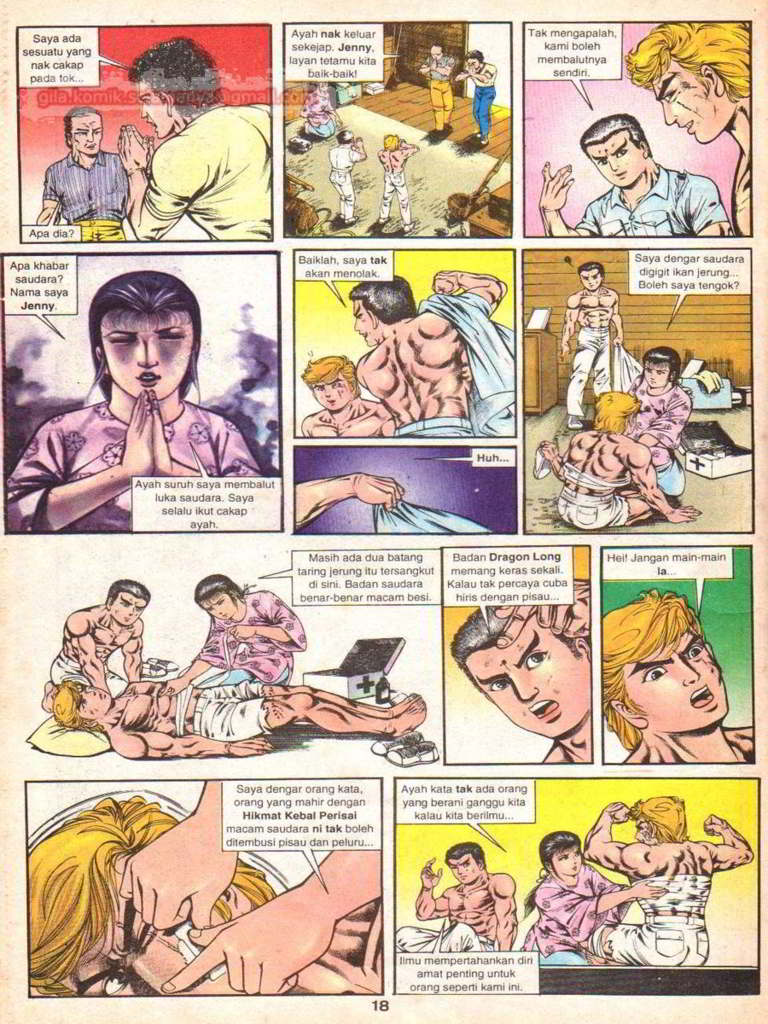 Saya ada
sesuatu yang
nak cakap
pada tok...
Apa dia?
Ayah nak keluar
sekejap. Jenny,
layan tetamu kita
baik-baik!
Tak mengapalah,
kami boleh
membalutnya
sendiri.
Apa khabar
saudara?
Nama saya
Jenny.
Ayah suruh saya membalut
luka saudara. Saya
selalu ikut cakap
ayah.
Baiklah, saya tak
akan menolak.
Huh...
Saya dengar saudara
digigit ikan jerung...
Boleh saya tengok?
Masih ada dua batang
taring jerung itu tersangkut
di sini. Badan saudara
benar-benar macam besi.
Badan Dragon Long
memang keras sekali.
Kalau tak percaya cuba
hiris dengan pisau...
Hei! Jangan main-main
la...
Saya dengar orang kata,
orang yang mahir dengan
Hikmat Kebal Perisai
macam saudara ni tak boleh
ditembusi pisau dan peluru...
Ayah kata tak ada orang
yang berani ganggu kita
kalau kita berilmu...
Ilmu mempertahankan diri
amat penting untuk
orang seperti kami ini.
18